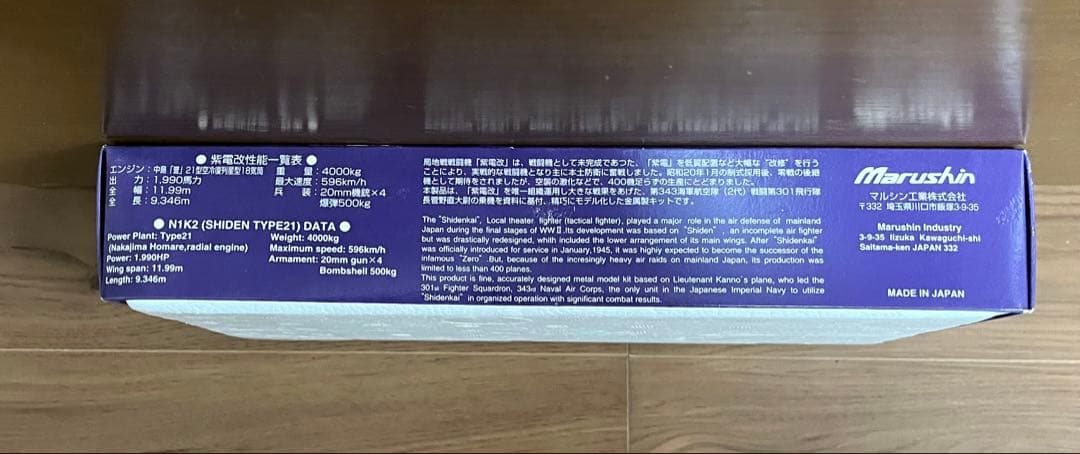 ● 紫電改性能一覧表 ●
エンジン：中島「誉」21型空冷復列星型18気筒
出　力：1.990馬力
全　幅：11.99m
全　長：9.346m
重　量：4000kg
最大速度：596km/h
兵　装：20mm機銃×4
爆弾500kg
● N1K2 (SHIDEN TYPE21) DATA ●
Power Plant: Type21
(Nakajima Homare,radial engine)
Power: 1.990HP
Wing span: 11.99m
Length: 9.346m
Weight: 4000kg
Maximum speed: 596km/h
Armament: 20mm gun×4
Bombshell 500kg
局地戦戦闘機「紫電改」は、戦闘機として未完成であつた、「紫電」を低翼配置など大幅な“改修”を行う
ことにより、実戦的な戦闘機となり主に本土防衛に奮戦しました。昭和20年1月の制式採用後、零戦の後継
機として期待をされましたが、空襲の激化などで、400機足らずの生産にとどまりました。
本製品は、「紫電改」を唯一組織運用し大きな戦果をあげた、第343海軍航空隊（2代）戦闘第301飛行隊
長菅野直大尉の乗機を資料に基付、精巧にモデル化した金属製キットです。
The "Shidenkai", Local theater fighter (tactical fighter), played a major role in the air defense of mainland
Japan during the final stages of WWⅡ.Its development was based on "Shiden" , an incomplete air fighter
but was drastically redesigned, whith included the lower arrangement of its main wings. After "Shidenkai"
was officially introduced for service in January,1945, it was highly expected to become the successor of the
infamous "Zero" .But, because of the incresingly heavy air raids on mainland Japan, its production was
limited to less than 400 planes.
This product is fine, accurately designed metal model kit based on Lieutenant Kanno's plane, who led the
301st Fighter Squadron, 343rd Naval Air Corps, the only unit in the Japanese Imperial Navy to utilize
"Shidenkai" in organized operation with significant combat results.
Marushin
マルシン工業株式会社
〒332 埼玉県川口市飯塚3-9-35
Marushin Industry
3-9-35 Iizuka Kawaguchi-shi
Saitama-ken JAPAN 332
MADE IN JAPAN